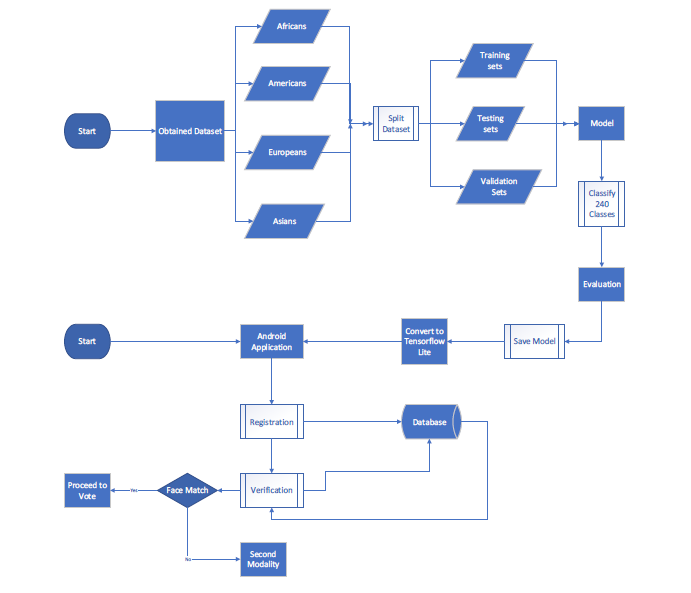 Africans
Training
sets
Americans
Start
Obtained Dataset
Split
Dataset
Testing
sets
Model
Europeans
Validation
Sets
Classify
240
Classes
Asians
Evaluation
Start
Android
Application
Convert to
Tensorflow
Lite
Save Model
Registration
Database
Proceed to
Vote
Yes
Face Match
Verification
No
Second
Modality